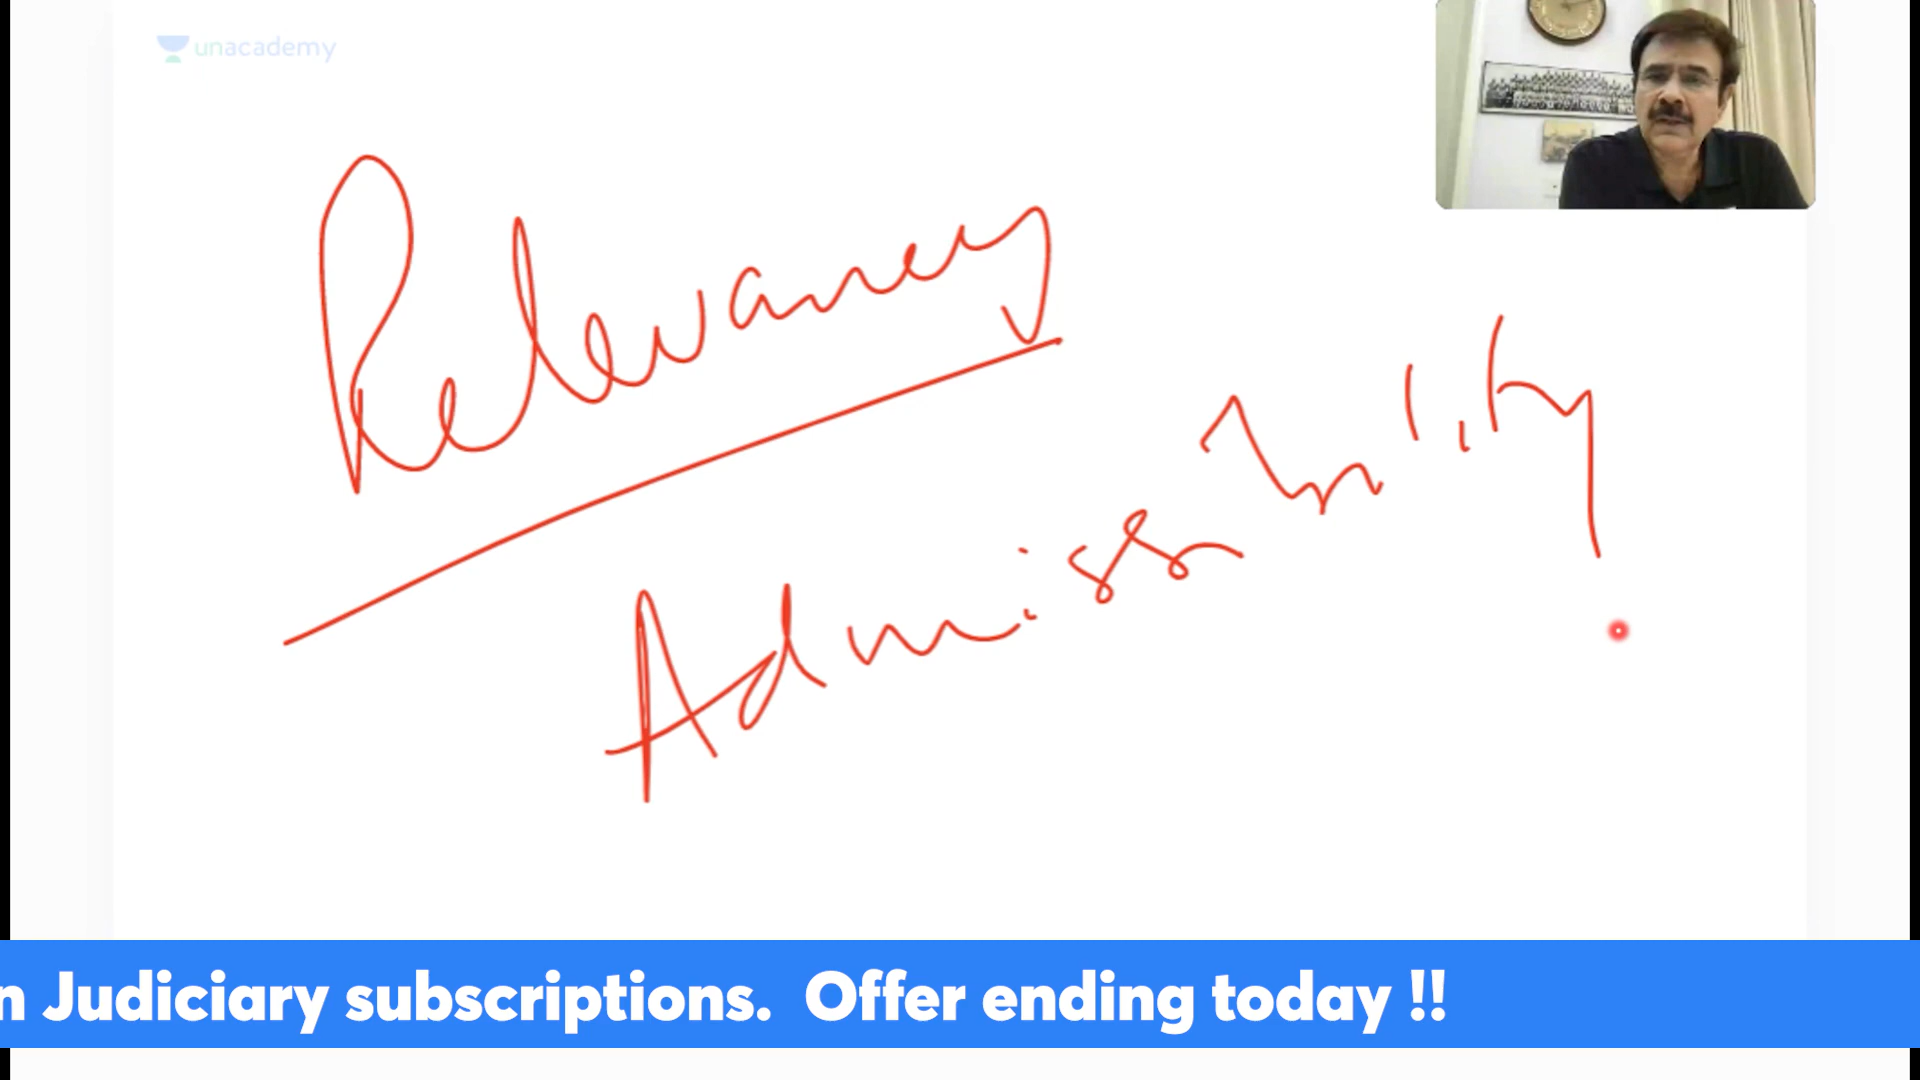 unacademy
Relevancy
Admissibility
n Judiciary subscriptions. Offer ending today !!